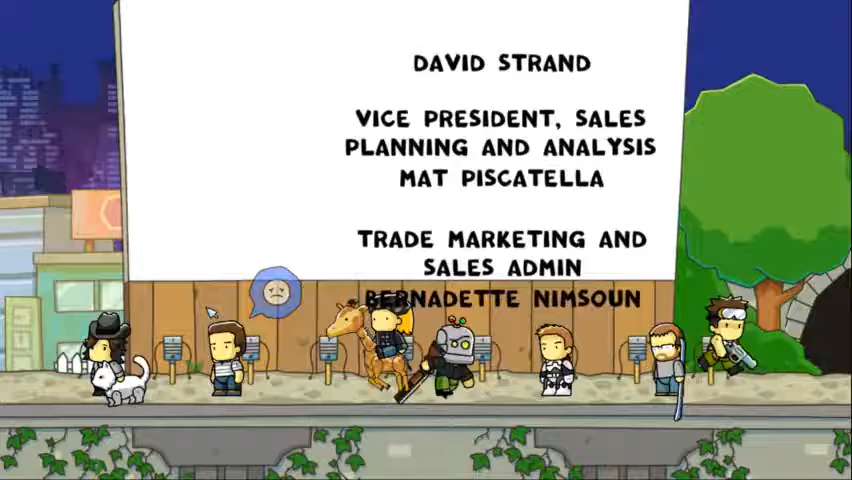 DAVID STRAND
VICE PRESIDENT, SALES
PLANNING AND ANALYSIS
MAT PISCATELLA
TRADE MARKETING AND
SALES ADMIN
BERNADETTE NIMSOUN